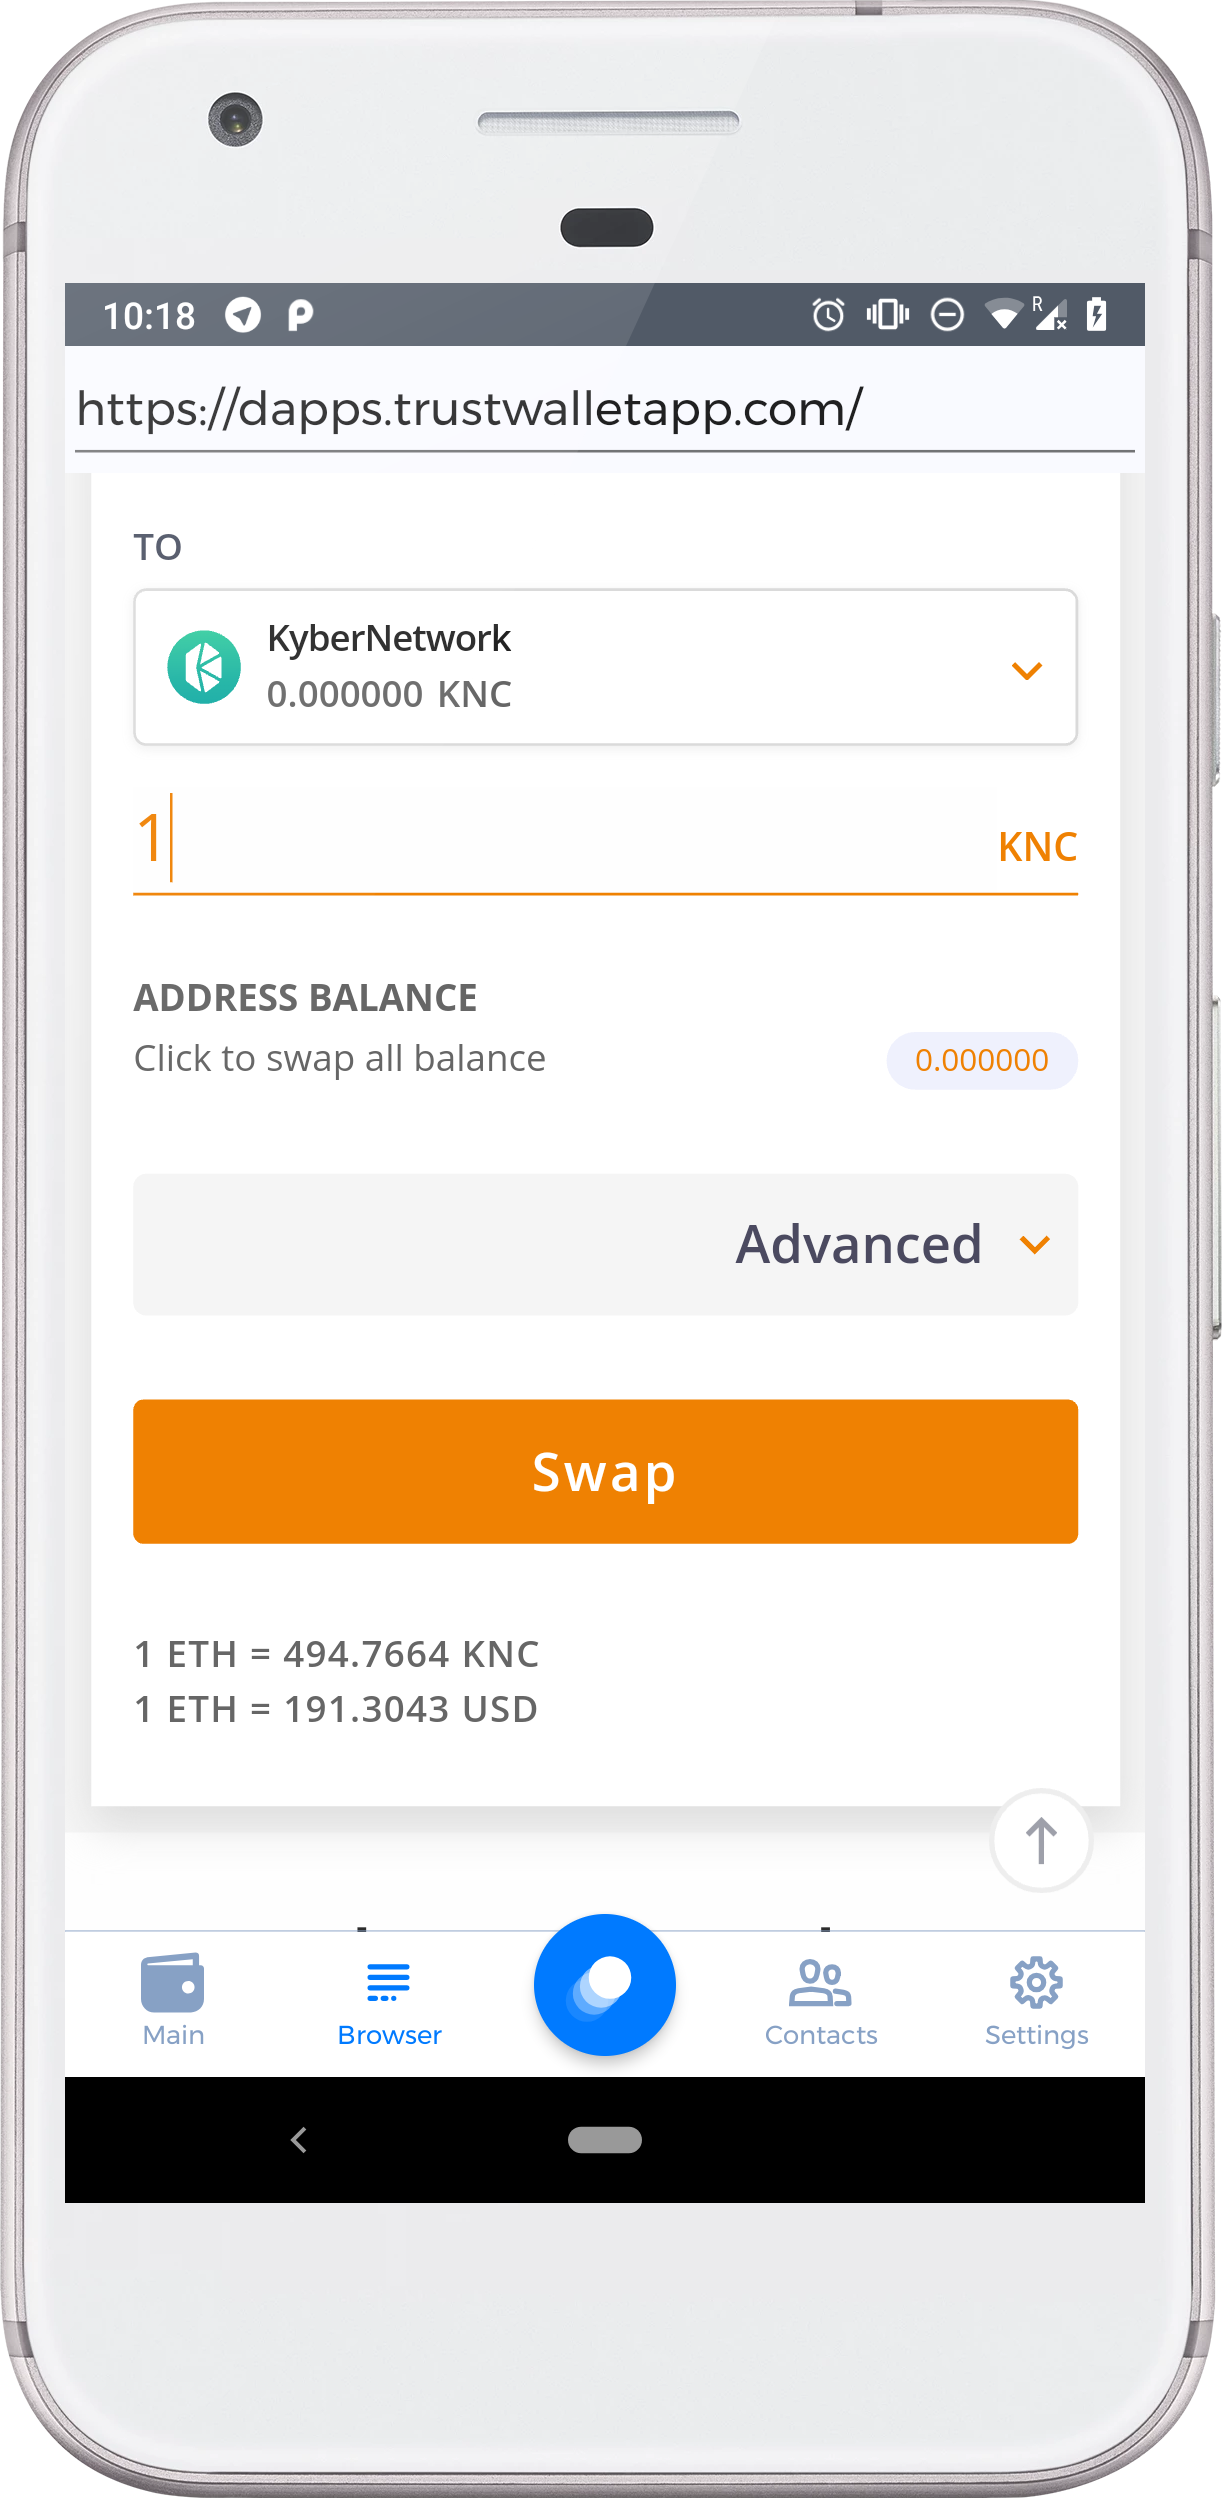 10:18
R
https://dapps.trustwalletapp.com/
TO
KyberNetwork
0.000000 KNC
1
KNC
ADDRESS BALANCE
Click to swap all balance
0.000000
Advanced
Swap
1 ETH = 494.7664 KNC
1 ETH = 191.3043 USD
Main
Browser
Contacts
Settings